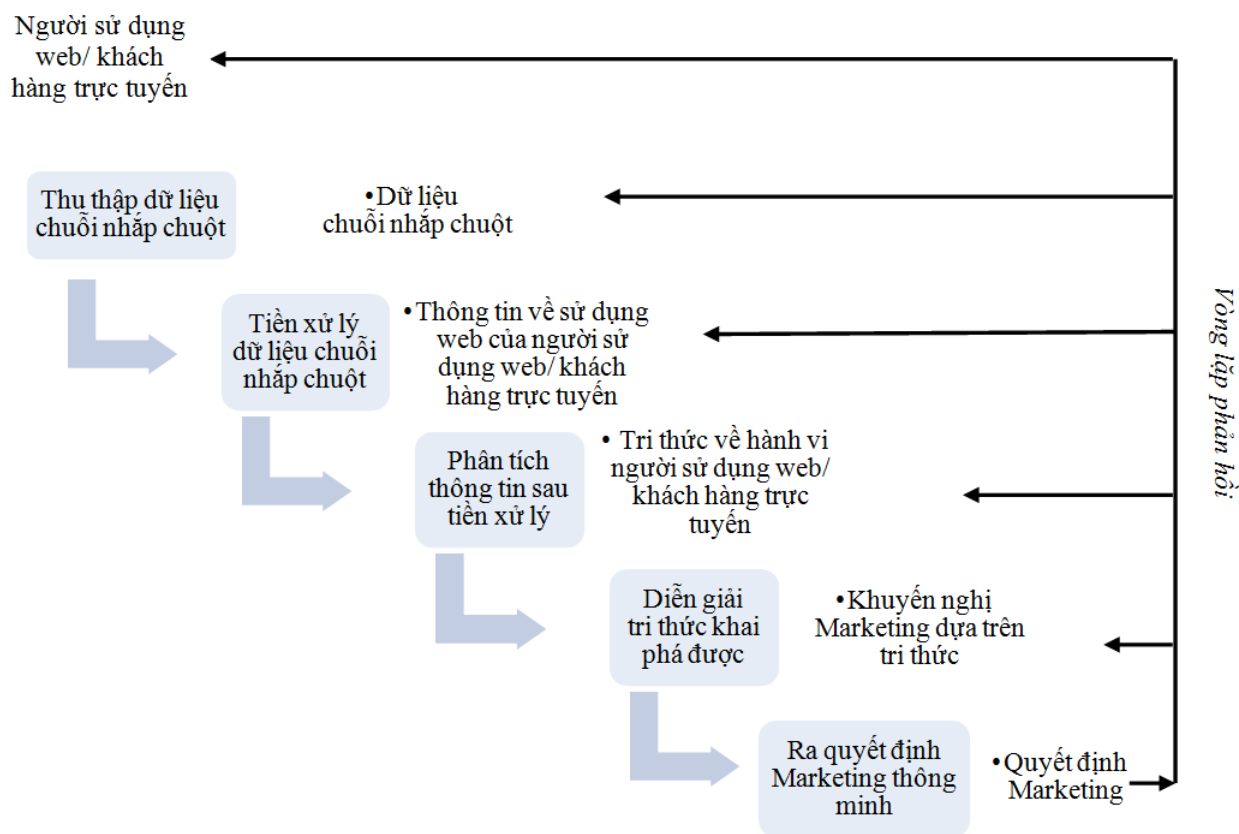 Người sử dụng
web/ khách
hàng trực tuyến
Thu thập dữ liệu
chuỗi nhắp chuột
•Dữ liệu
chuỗi nhắp chuột
Tiền xử lý
dữ liệu chuỗi
nhắp chuột
•Thông tin về sử dụng
web của người sử
dụng web/ khách
hàng trực tuyến
Phân tích
thông tin sau
tiền xử lý
• Tri thức về hành vi
người sử dụng web/
khách hàng trực
tuyến
Diễn giải
tri thức khai
phá được
•Khuyến nghị
Marketing dựa trên
tri thức
Ra quyết định
Marketing thông
minh
•Quyết định
Marketing
Vòng lặp phản hồi